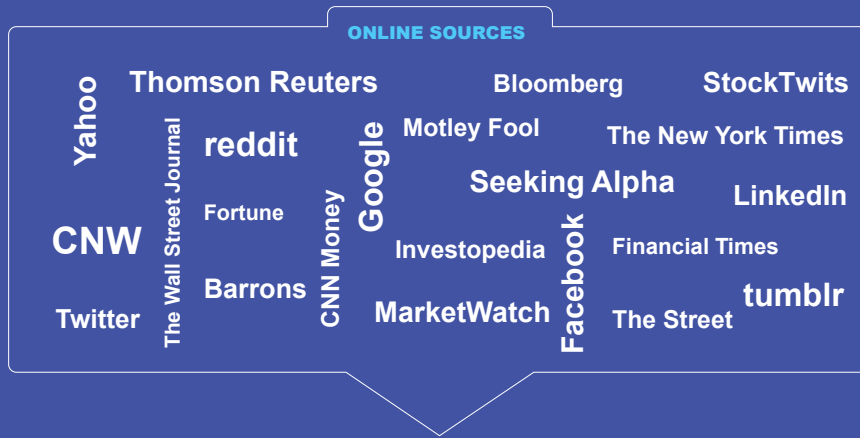 ONLINE SOURCES
Yahoo
Thomson Reuters
Bloomberg
StockTwits
The Wall Street Journal
reddit
Google
Motley Fool
The New York Times
Seeking Alpha
LinkedIn
CNW
Fortune
CNN Money
Investopedia
Facebook
Financial Times
Twitter
Barrons
MarketWatch
The Street
tumblr